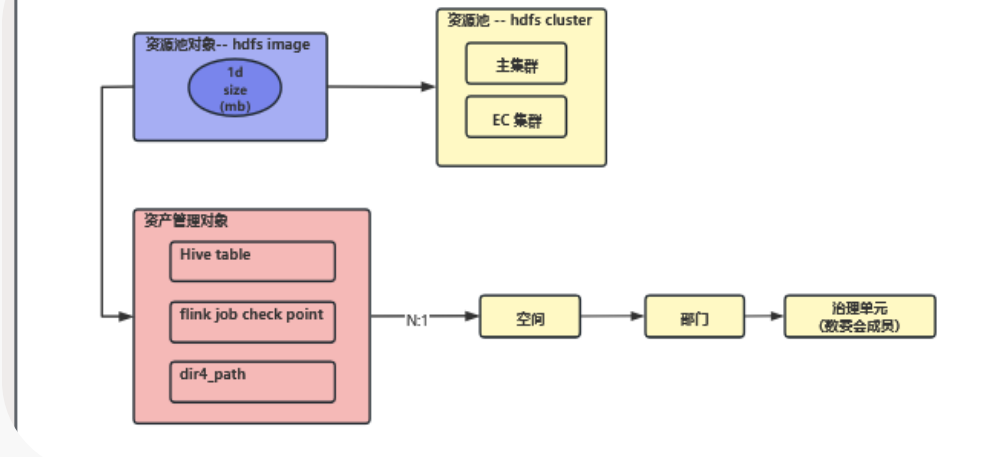 资源池对象-- hdfs image
1d
size
(mb)
资源池 -- hdfs cluster
主集群
EC 集群
资产管理对象
Hive table
flink job check point
dir4_path
N:1
空间
部门
治理单元
（数委会成员）